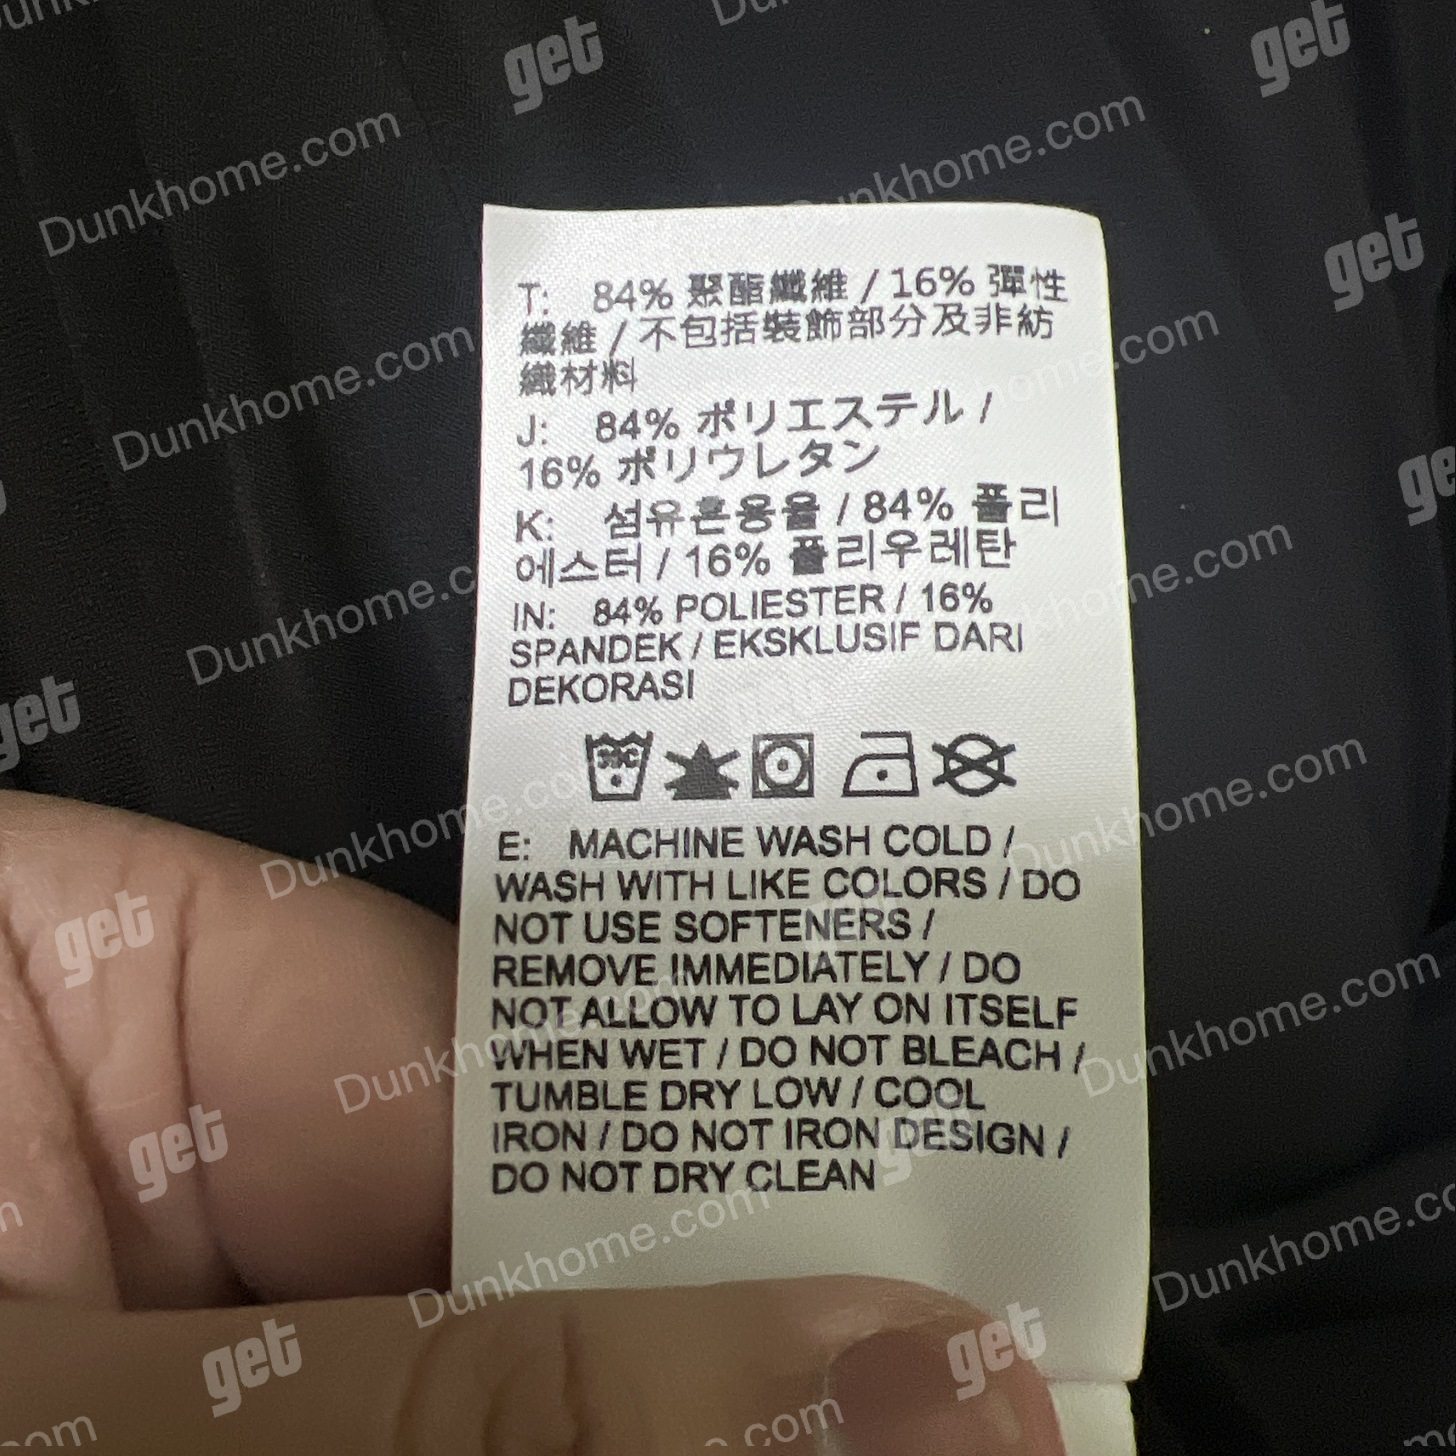 T: 84% 聚酯纖維 / 16% 彈性
纖維 / 不包括裝飾部分及非紡
織材料
J: 84% ポリエステル /
16% ポリウレタン
K: 섬유혼용율 / 84% 폴리
에스터 / 16% 폴리우레탄
IN: 84% POLIESTER / 16%
SPANDEK / EKSKLUSIF DARI
DEKORASI
30C
E: MACHINE WASH COLD /
WASH WITH LIKE COLORS / DO
NOT USE SOFTENERS /
REMOVE IMMEDIATELY / DO
NOT ALLOW TO LAY ON ITSELF
WHEN WET / DO NOT BLEACH /
TUMBLE DRY LOW / COOL
IRON / DO NOT IRON DESIGN /
DO NOT DRY CLEAN
get
Dunkhome.com